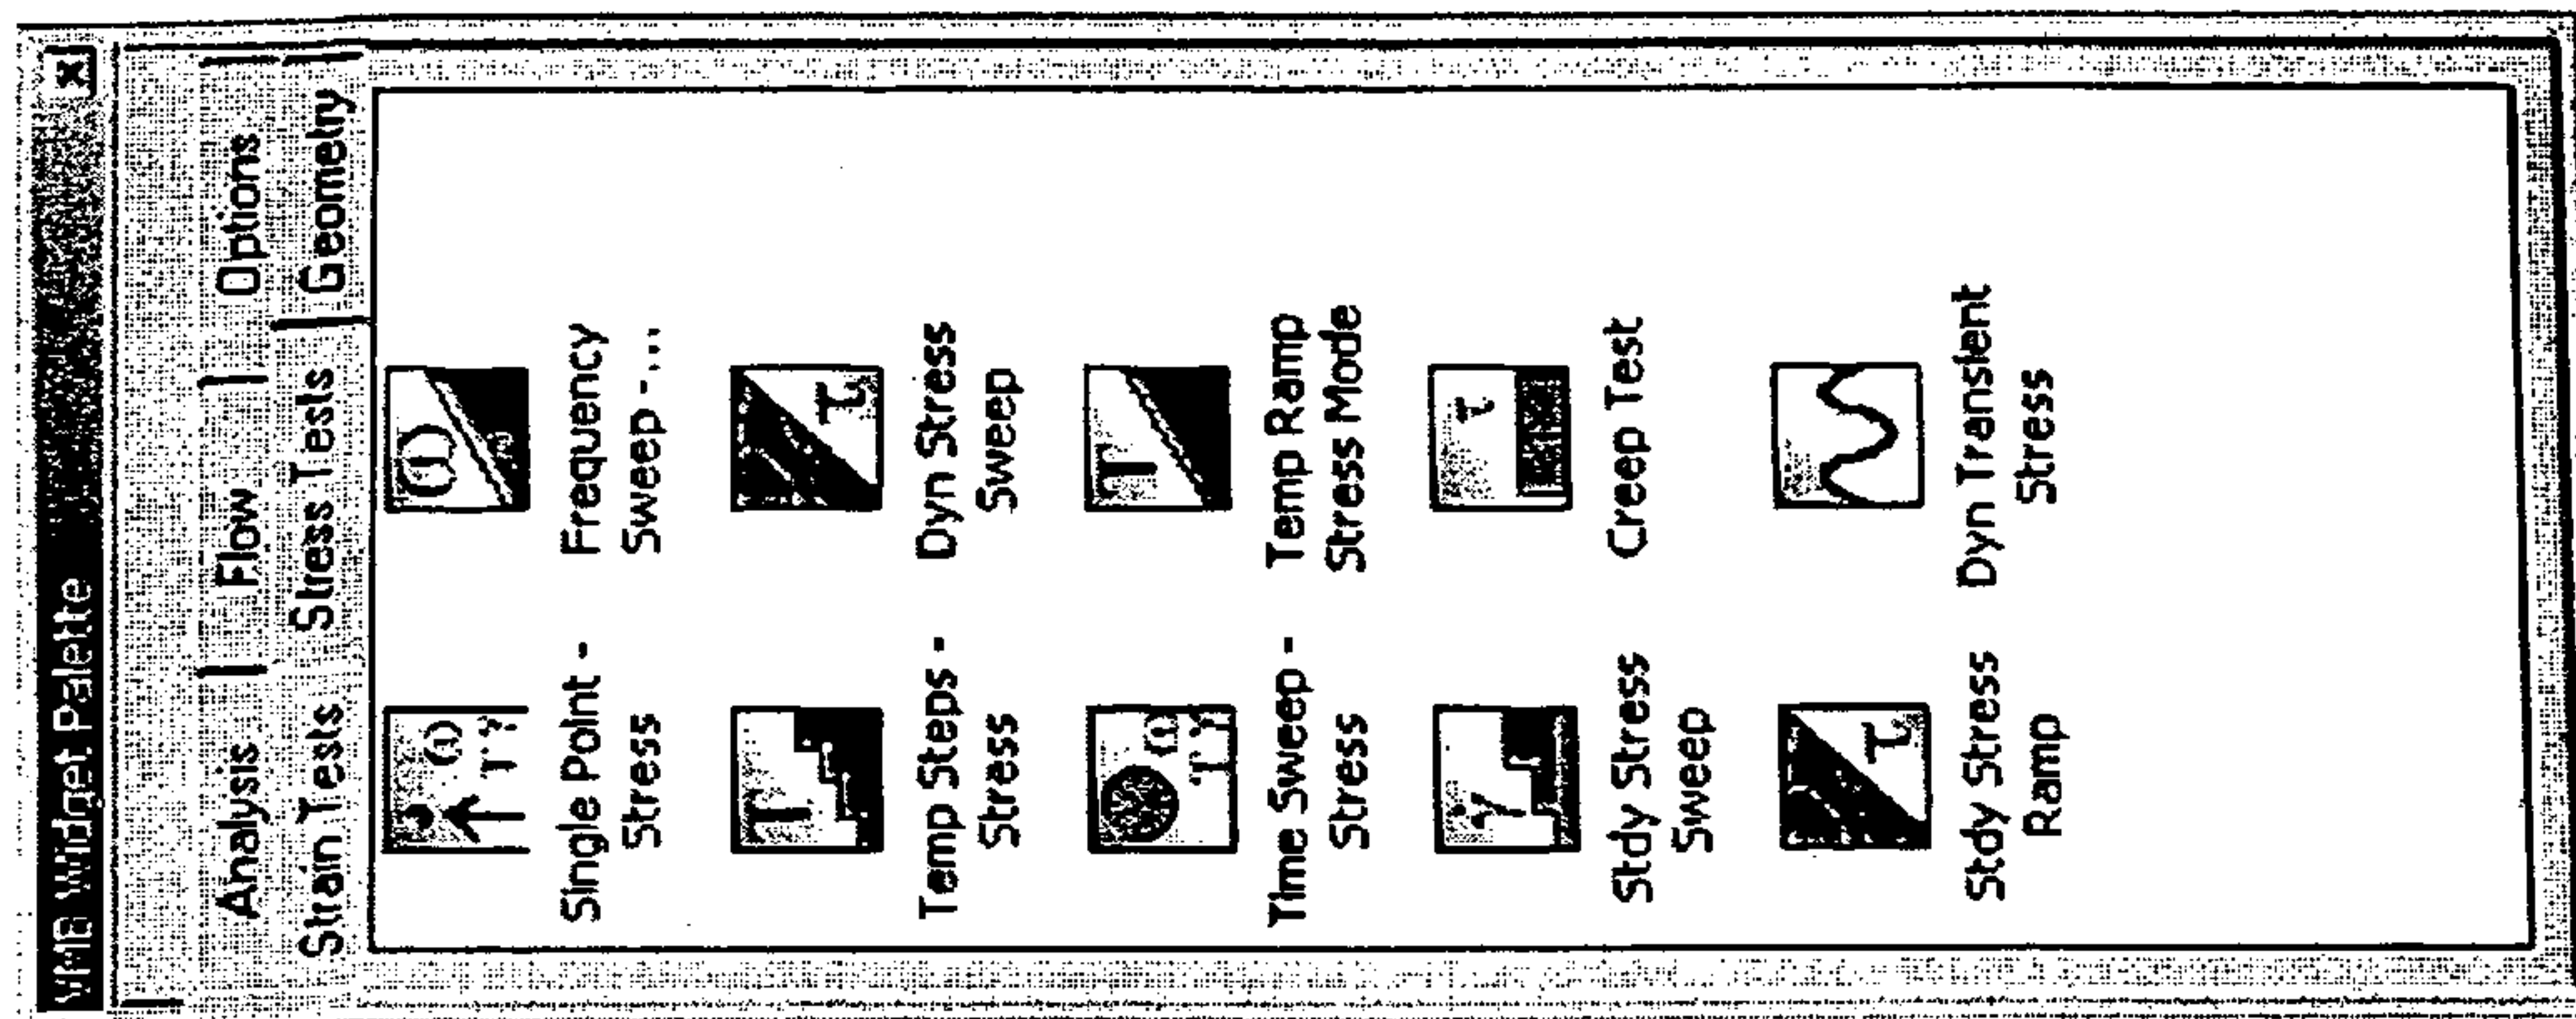 VMB Widget Palette
Analysis Flow Options
Strain Tests Stress Tests Geometry
Single Point -
Stress
Frequency
Sweep -...
Temp Steps -
Stress
Dyn Stress
Sweep
Time Sweep -
Stress
Temp Ramp
Stress Mode
Stdy Stress
Sweep
Creep Test
Stdy Stress
Ramp
Dyn Transient
Stress